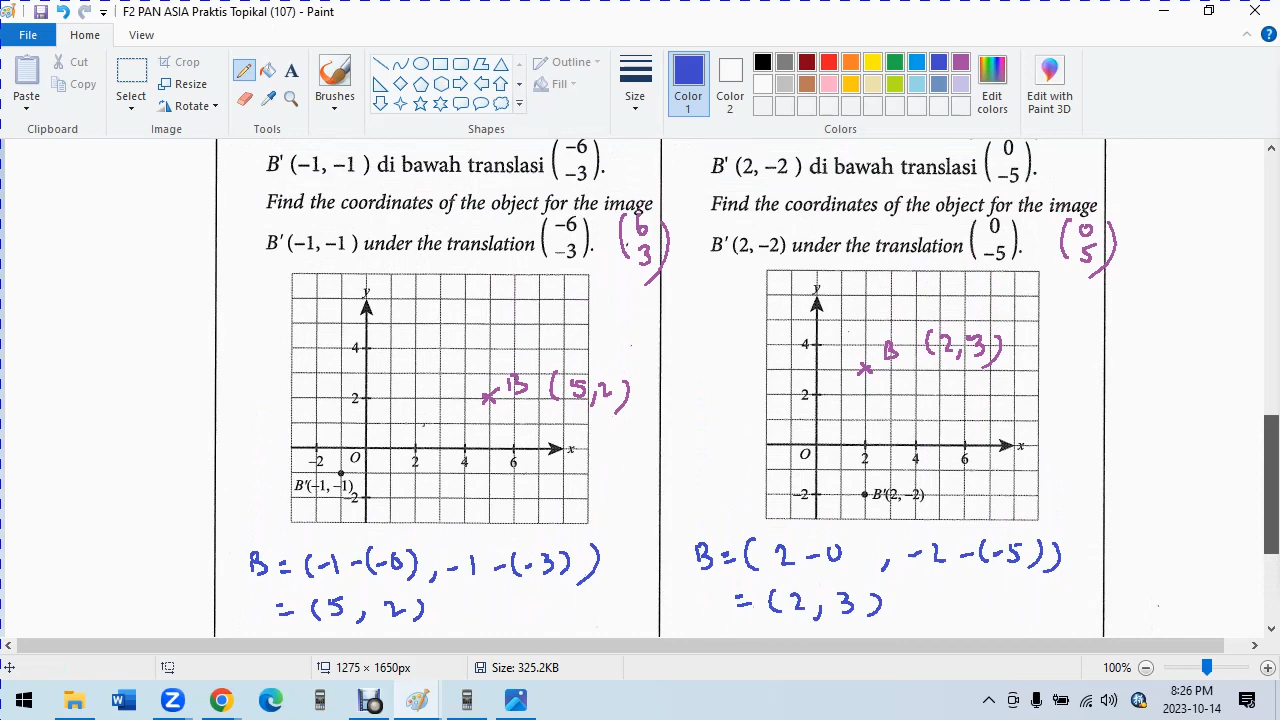 F2 PAN ASIA Praktis Topikal (107) - Paint
File Home View
Paste Cut Copy Clipboard
Select Crop Resize Rotate Image
Tools
Brushes
Outline Fill Shapes
Size
Color 1 Color 2 Edit colors Colors
Edit with Paint 3D
B' (−1, −1 ) di bawah translasi (−6 −3).
Find the coordinates of the object for the image
B' (−1, −1 ) under the translation (−6 −3). (6 3)
y
4
B (5,2)
2
−2 O 2 4 6 x
B'(−1, −1)
−2
B = (-1 -(-6), -1 -(-3))
= (5, 2)
B' (2, −2 ) di bawah translasi (0 −5).
Find the coordinates of the object for the image
B' (2, −2) under the translation (0 −5). (0 5)
y
4
B (2,3)
2
O 2 4 6 x
−2
B'(2, −2)
B = (2 - 0, -2 -(-5))
= (2, 3)
1275 × 1650px
Size: 325.2KB
100%
8:26 PM
2023-10-14